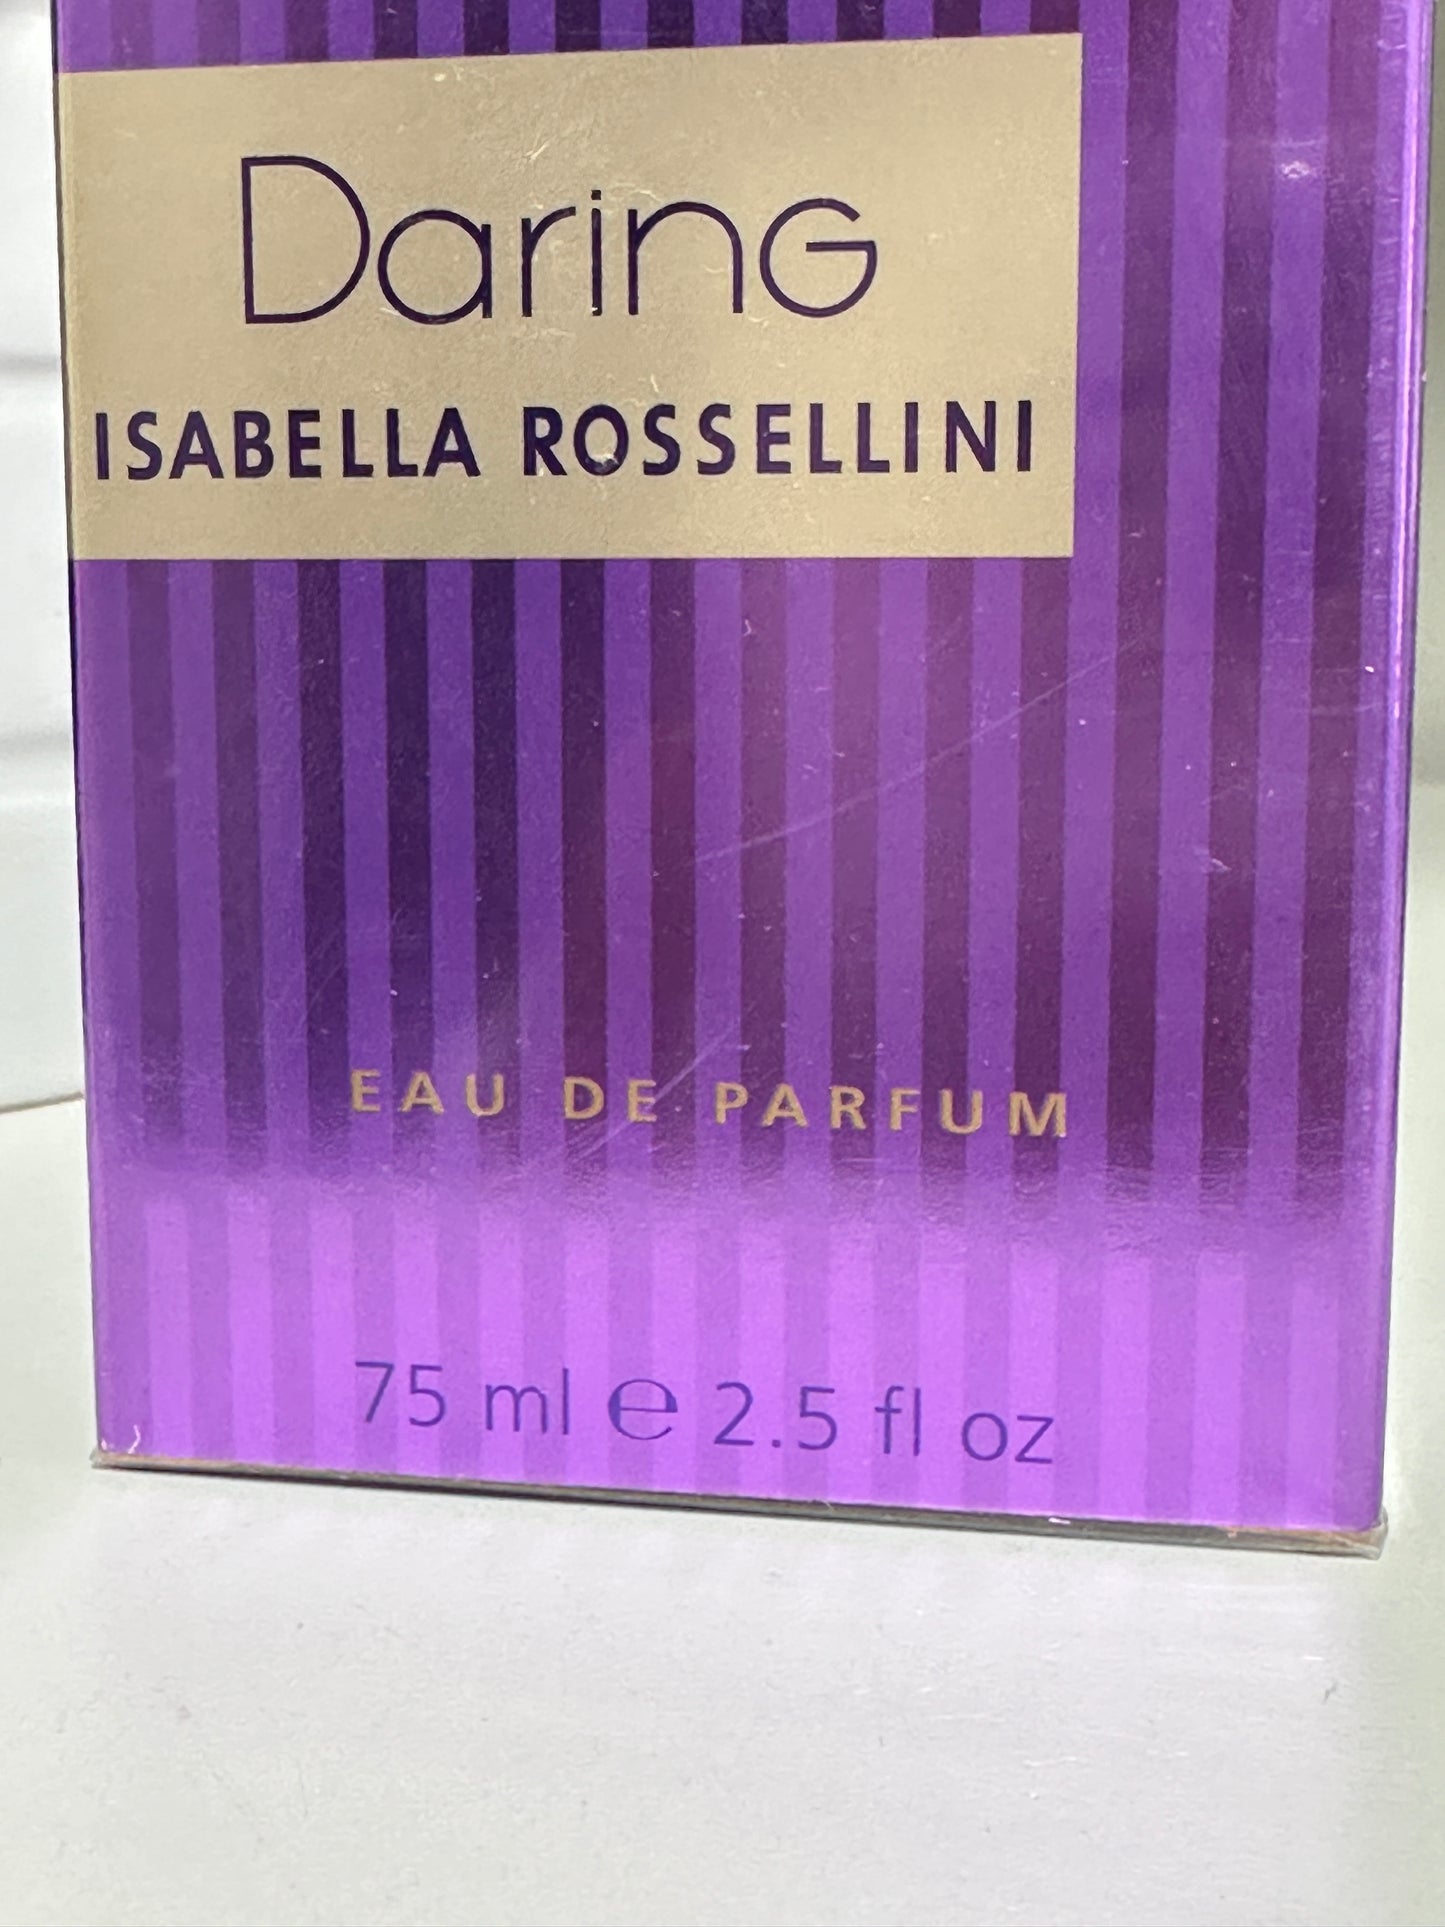 Daring
ISABELLA ROSSELLINI
EAU DE PARFUM
75 ml ℮ 2.5 fl oz